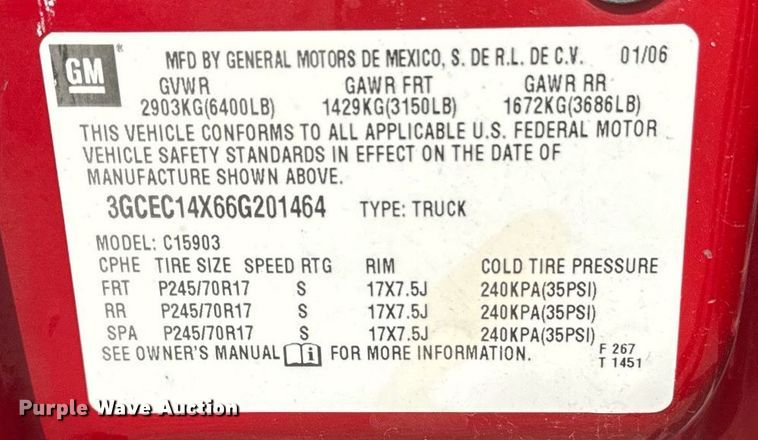 GM
MFD BY GENERAL MOTORS DE MEXICO, S. DE R.L. DE C.V. 01/06
GVWR GAWR FRT GAWR RR
2903KG(6400LB) 1429KG(3150LB) 1672KG(3686LB)
THIS VEHICLE CONFORMS TO ALL APPLICABLE U.S. FEDERAL MOTOR
VEHICLE SAFETY STANDARDS IN EFFECT ON THE DATE OF
MANUFACTURE SHOWN ABOVE.
3GCEC14X66G201464 TYPE: TRUCK
MODEL: C15903
CPHE TIRE SIZE SPEED RTG RIM COLD TIRE PRESSURE
FRT P245/70R17 S 17X7.5J 240KPA(35PSI)
RR P245/70R17 S 17X7.5J 240KPA(35PSI)
SPA P245/70R17 S 17X7.5J 240KPA(35PSI)
SEE OWNER'S MANUAL i FOR MORE INFORMATION.
F 267
T 1451
Purple Wave Auction